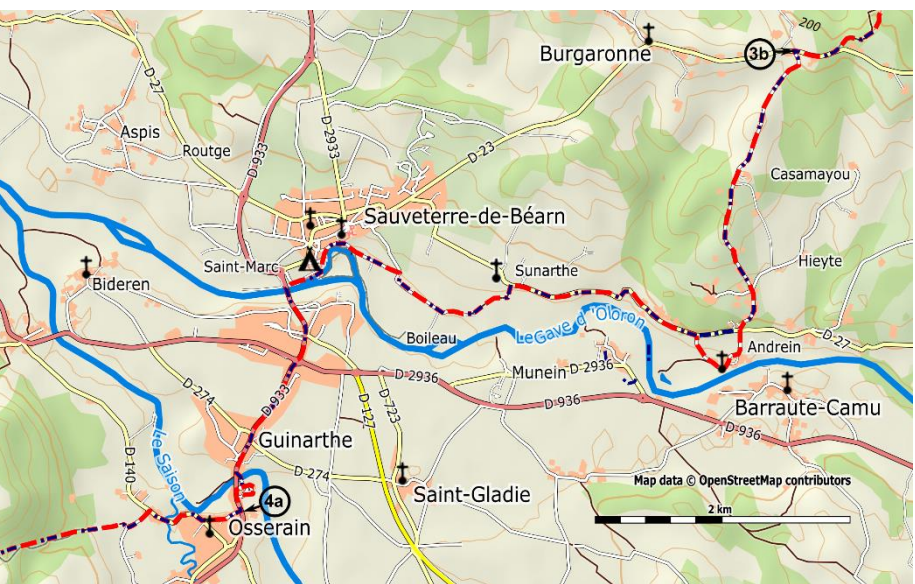 200
Burgaronne
3b
D-27
D-933
D-2933
Aspis
Routge
D-23
Casamayou
Sauveterre-de-Béarn
Saint-Marc
Sunarthe
Hieyte
Bideren
Le Gave d 'Oloron
Boileau
D-27
Andrein
D 2936
Munein
D 2936
D 936
Barraute-Camu
D-274
D-933
D-127
D-723
D-936
Guinarthe
Le Saison
D-140
D-274
Saint-Gladie
Map data © OpenStreetMap contributors
4a
2 km
Osserain